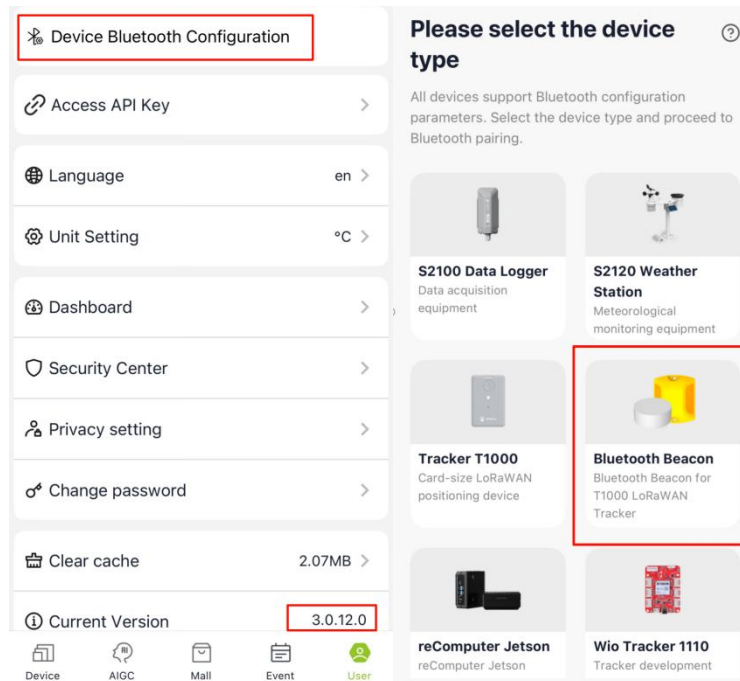 Device Bluetooth Configuration
Access API Key
Language
en
Unit Setting
°C
Dashboard
Security Center
Privacy setting
Change password
Clear cache
2.07MB
Current Version
3.0.12.0
Device
AIGC
Mall
Event
User
Please select the device
type
?
All devices support Bluetooth configuration
parameters. Select the device type and proceed to
Bluetooth pairing.
S2100 Data Logger
Data acquisition
equipment
S2120 Weather
Station
Meteorological
monitoring equipment
Tracker T1000
Card-size LoRaWAN
positioning device
Bluetooth Beacon
Bluetooth Beacon for
T1000 LoRaWAN
Tracker
reComputer Jetson
reComputer Jetson
Wio Tracker 1110
Tracker development